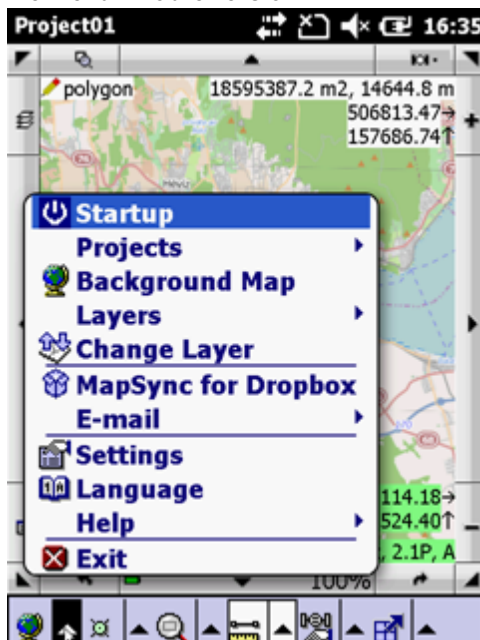 Project01 16:35
polygon 18595387.2 m2, 14644.8 m
506813.47→
157686.74↑
Hévíz
Startup
Projects
Background Map
Layers
Change Layer
MapSync for Dropbox
E-mail
Settings
Language
Help
Exit
114.18→
524.40↑
, 2.1P, A
100%